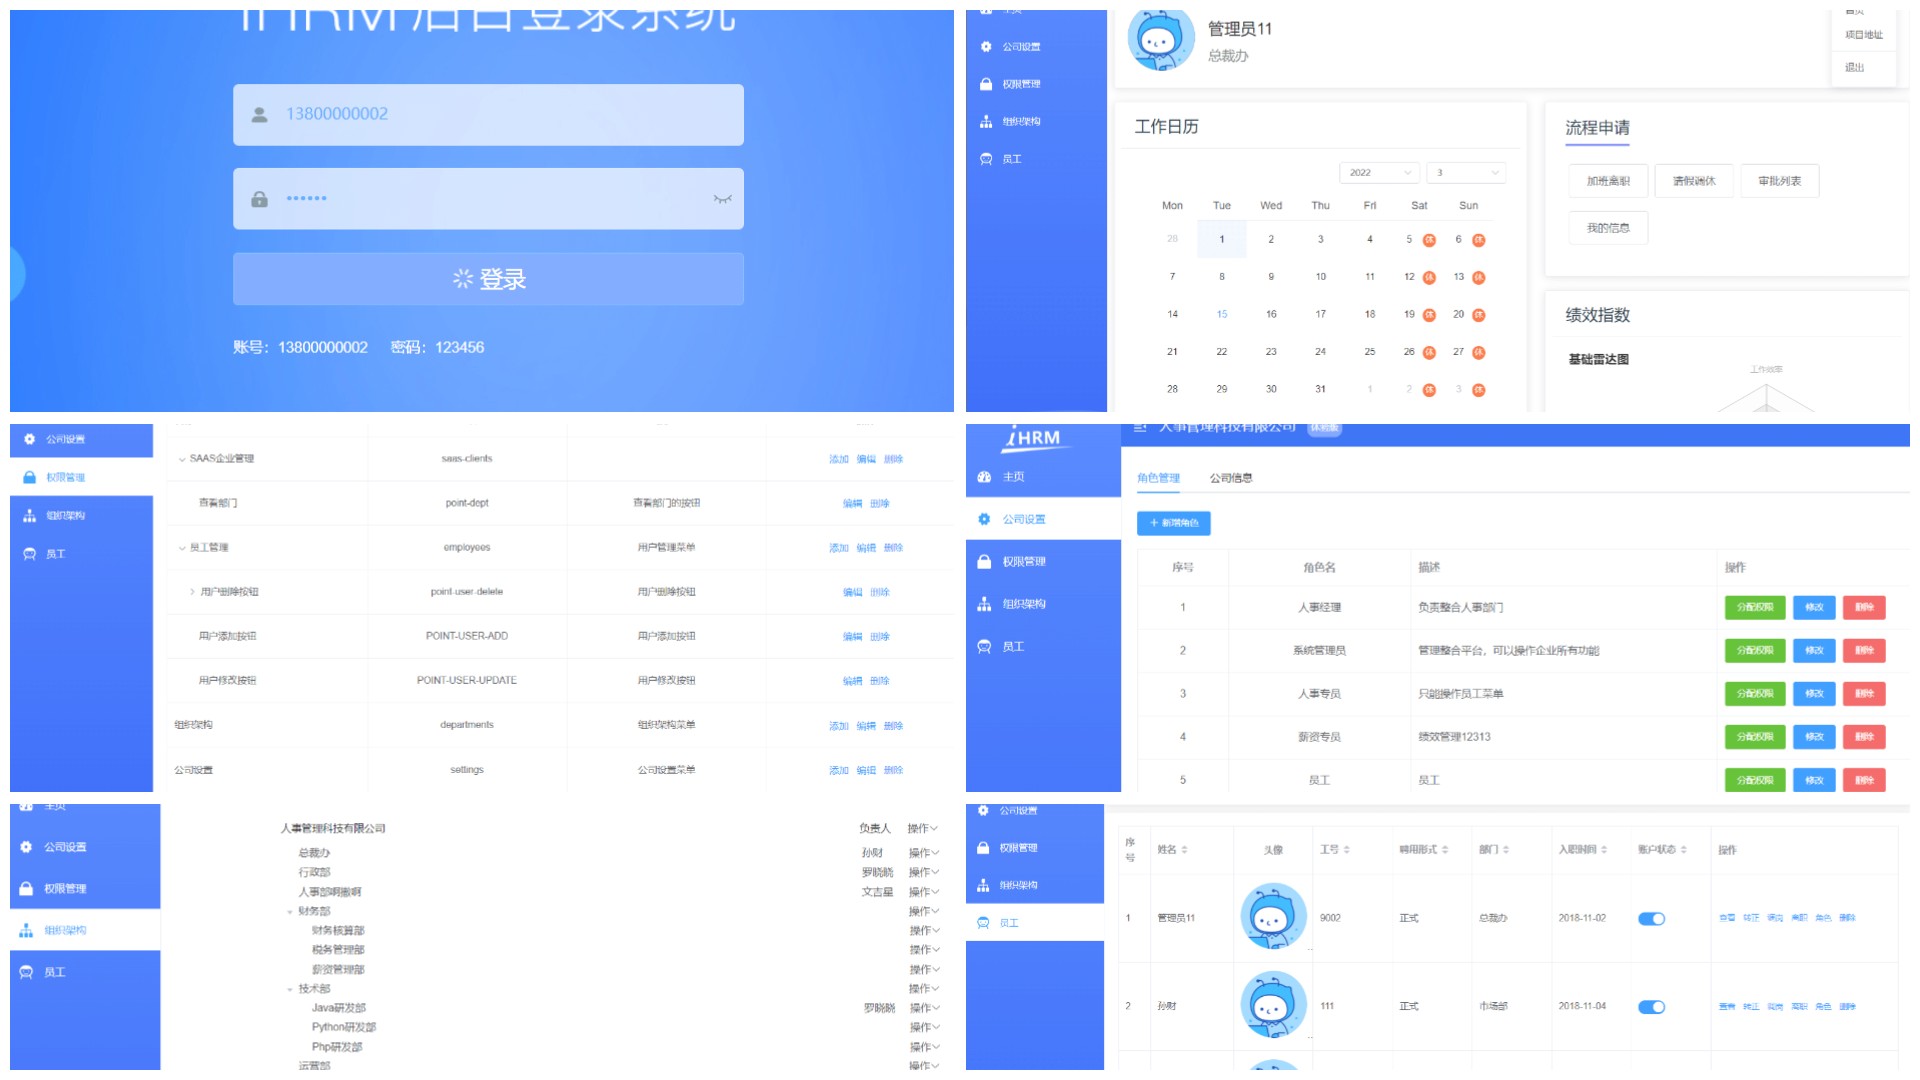 iHRM 后台登录系统
13800000002
••••••
登录
账号：13800000002 密码：123456
主页
公司设置
权限管理
组织架构
员工
管理员11
总裁办
首页
项目地址
退出
工作日历
2022 3
Mon Tue Wed Thu Fri Sat Sun
28 1 2 3 4 5 休 6 休
7 8 9 10 11 12 休 13 休
14 15 16 17 18 19 休 20 休
21 22 23 24 25 26 休 27 休
28 29 30 31 1 2 休 3 休
流程申请
加班离职 请假调休 审批列表
我的信息
绩效指数
基础雷达图
工作效率
公司设置
权限管理
组织架构
员工
SAAS企业管理 saas-clients 添加 编辑 删除
查看部门 point-dept 查看部门的按钮 编辑 删除
员工管理 employees 用户管理菜单 添加 编辑 删除
用户删除按钮 point-user-delete 用户删除按钮 编辑 删除
用户添加按钮 POINT-USER-ADD 用户添加按钮 编辑 删除
用户修改按钮 POINT-USER-UPDATE 用户修改按钮 编辑 删除
组织架构 departments 组织架构菜单 添加 编辑 删除
公司设置 settings 公司设置菜单 添加 编辑 删除
iHRM
主页
公司设置
权限管理
组织架构
员工
人事管理科技有限公司 体验版
角色管理 公司信息
+ 新增角色
序号 角色名 描述 操作
1 人事经理 负责整合人事部门 分配权限 修改 删除
2 系统管理员 管理整合平台，可以操作企业所有功能 分配权限 修改 删除
3 人事专员 只能操作员工菜单 分配权限 修改 删除
4 薪资专员 绩效管理12313 分配权限 修改 删除
5 员工 员工 分配权限 修改 删除
主页
公司设置
权限管理
组织架构
员工
人事管理科技有限公司 负责人 操作
总裁办 孙财 操作
行政部 罗晓晓 操作
人事部啊撒啊 文吉星 操作
财务部 操作
财务核算部 操作
税务管理部 操作
薪资管理部 操作
技术部 操作
Java研发部 罗晓晓 操作
Python研发部 操作
Php研发部 操作
运营部 操作
公司设置
权限管理
组织架构
员工
序号 姓名 头像 工号 聘用形式 部门 入职时间 账户状态 操作
1 管理员11 9002 正式 总裁办 2018-11-02 查看 转正 调岗 离职 角色 删除
2 孙财 111 正式 市场部 2018-11-04 查看 转正 调岗 离职 角色 删除